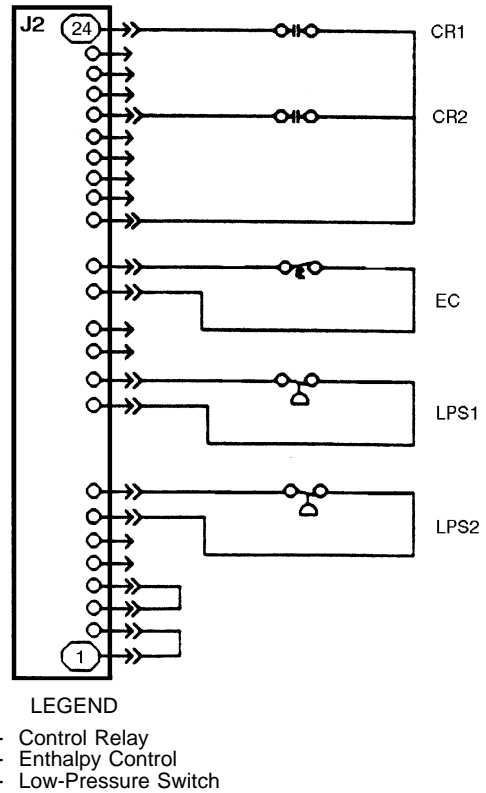 J2
24
CR1
CR2
EC
LPS1
LPS2
1
LEGEND
- Control Relay
- Enthalpy Control
- Low-Pressure Switch